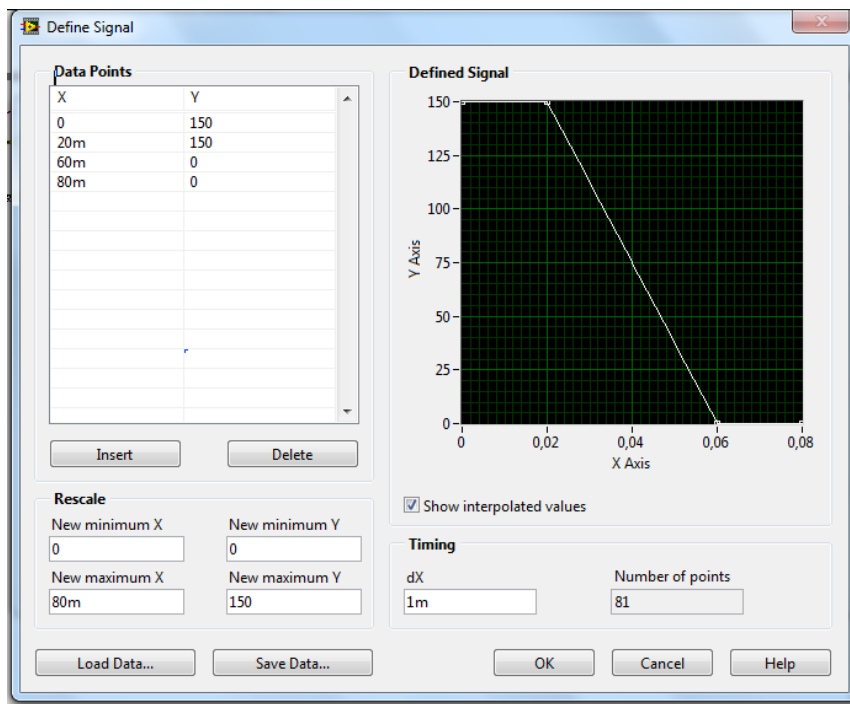 Define Signal
Data Points
X Y
0 150
20m 150
60m 0
80m 0
Insert Delete
Rescale
New minimum X New minimum Y
0 0
New maximum X New maximum Y
80m 150
Load Data... Save Data...
Defined Signal
150
125
100
75
50
25
0
Y Axis
0 0,02 0,04 0,06 0,08
X Axis
Show interpolated values
Timing
dX Number of points
1m 81
OK Cancel Help